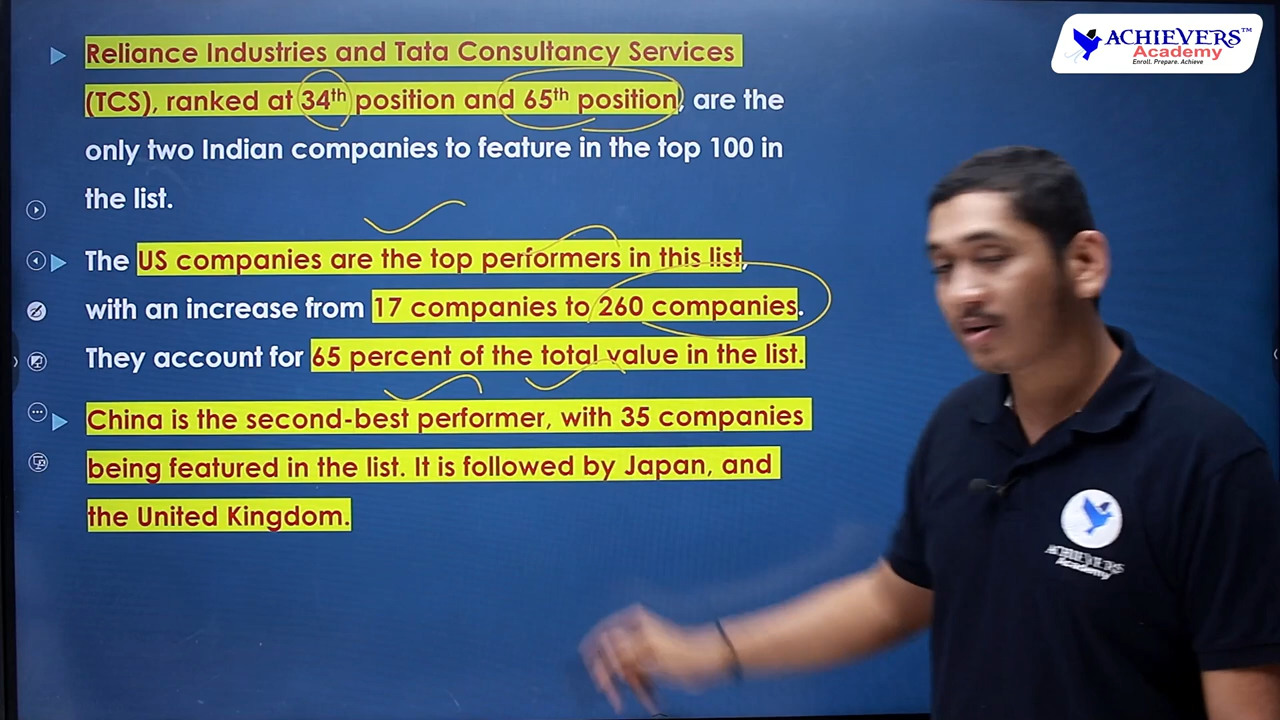 Reliance Industries and Tata Consultancy Services
(TCS), ranked at 34th position and 65th position, are the
only two Indian companies to feature in the top 100 in
the list.
The US companies are the top performers in this list,
with an increase from 17 companies to 260 companies.
They account for 65 percent of the total value in the list.
China is the second-best performer, with 35 companies
being featured in the list. It is followed by Japan, and
the United Kingdom.
ACHIEVERS™
Academy
Enroll. Prepare. Achieve
ACHIEVERS
Academy